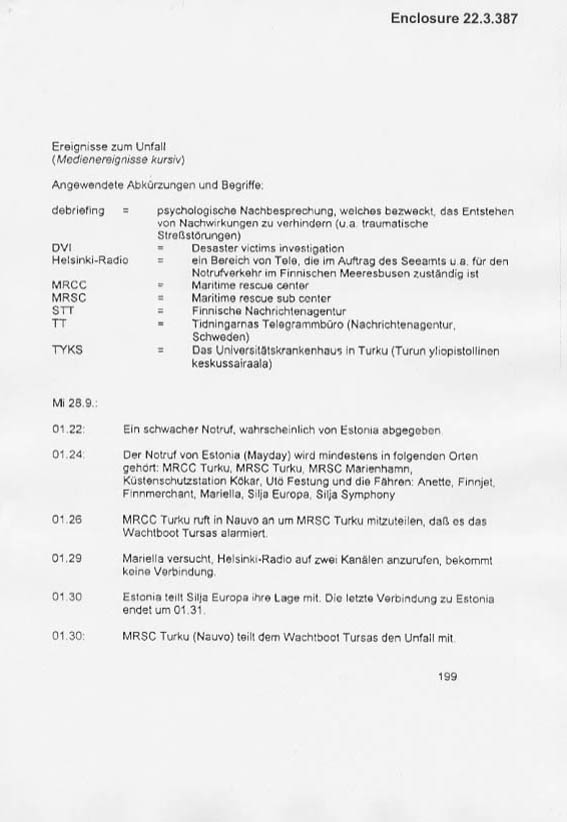 Enclosure 22.3.387
Ereignisse zum Unfall
(Medienereignisse kursiv)
Angewendete Abkürzungen und Begriffe:
debriefing = psychologische Nachbesprechung, welches bezweckt, das Entstehen
von Nachwirkungen zu verhindern (u.a. traumatische
Streßstörungen)
DVI = Desaster victims investigation
Helsinki-Radio = ein Bereich von Tele, die im Auftrag des Seeamts u.a. für den
Notrufverkehr im Finnischen Meeresbusen zuständig ist
MRCC = Maritime rescue center
MRSC = Maritime rescue sub center
STT = Finnische Nachrichtenagentur
TT = Tidningarnas Telegrammbüro (Nachrichtenagentur,
Schweden)
TYKS = Das Universitätskrankenhaus in Turku (Turun yliopistollinen
keskussairaala)
Mi 28.9.:
01.22: Ein schwacher Notruf, wahrscheinlich von Estonia abgegeben.
01.24: Der Notruf von Estonia (Mayday) wird mindestens in folgenden Orten
gehört: MRCC Turku, MRSC Turku, MRSC Marienhamn,
Küstenschutzstation Kökar, Utö Festung und die Fähren: Anette, Finnjet,
Finnmerchant, Mariella, Silja Europa, Silja Symphony
01.26 MRCC Turku ruft in Nauvo an um MRSC Turku mitzuteilen, daß es das
Wachtboot Tursas alarmiert.
01.29 Mariella versucht, Helsinki-Radio auf zwei Kanälen anzurufen, bekommt
keine Verbindung.
01.30 Estonia teilt Silja Europa ihre Lage mit. Die letzte Verbindung zu Estonia
endet um 01.31.
01.30: MRSC Turku (Nauvo) teilt dem Wachtboot Tursas den Unfall mit.
199